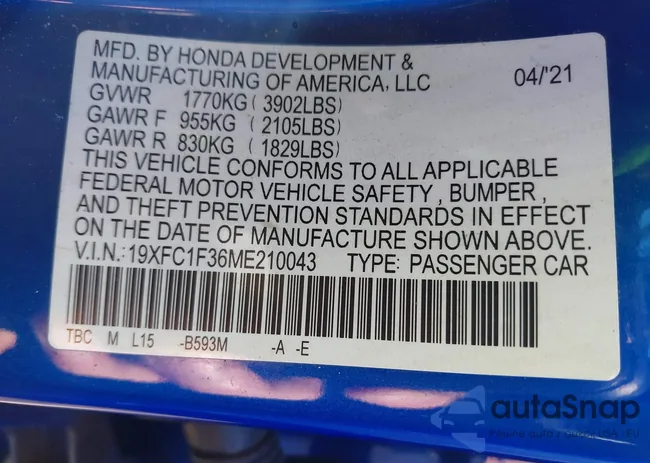 MFD. BY HONDA DEVELOPMENT &
MANUFACTURING OF AMERICA, LLC 04/'21
GVWR 1770KG ( 3902LBS)
GAWR F 955KG ( 2105LBS)
GAWR R 830KG ( 1829LBS)
THIS VEHICLE CONFORMS TO ALL APPLICABLE
FEDERAL MOTOR VEHICLE SAFETY , BUMPER ,
AND THEFT PREVENTION STANDARDS IN EFFECT
ON THE DATE OF MANUFACTURE SHOWN ABOVE.
V.I.N.:19XFC1F36ME210043 TYPE: PASSENGER CAR
TBC M L15 -B593M -A -E
autaSnap